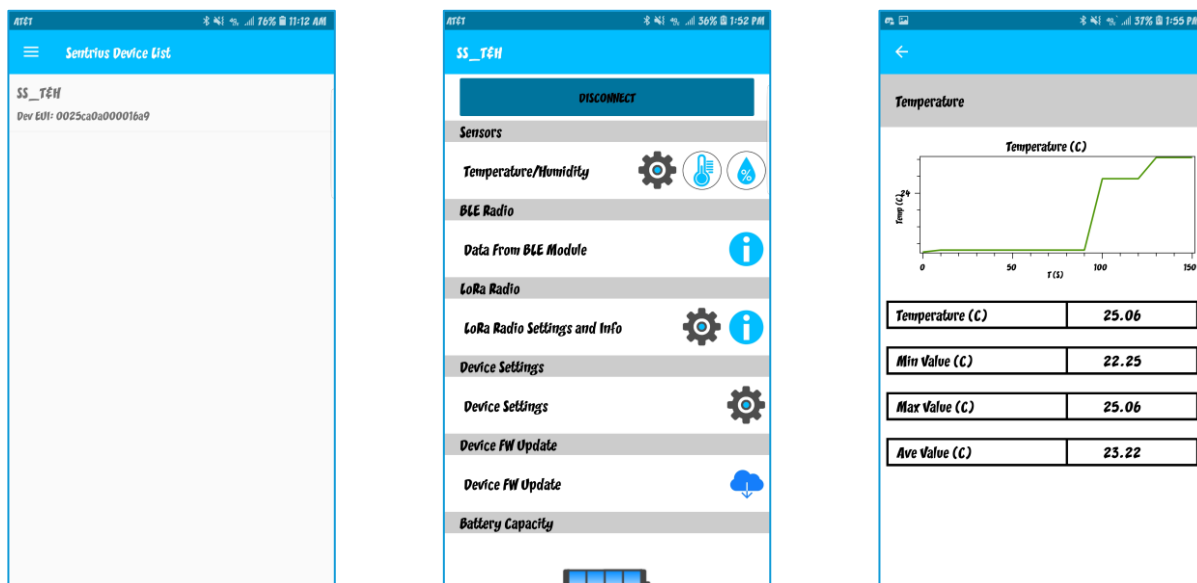 AT&T 76% 11:12 AM
Sentrius Device List
SS_T&H
Dev EUI: 0025ca0a000016a9
AT&T 36% 1:52 PM
SS_T&H
DISCONNECT
Sensors
Temperature/Humidity
%
BLE Radio
Data From BLE Module
LoRa Radio
LoRa Radio Settings and Info
Device Settings
Device Settings
Device FW Update
Device FW Update
Battery Capacity
37% 1:55 PM
Temperature
Temperature (C)
Temp (C)
24
0 50 100 150
T (S)
Temperature (C) 25.06
Min Value (C) 22.25
Max Value (C) 25.06
Ave Value (C) 23.22